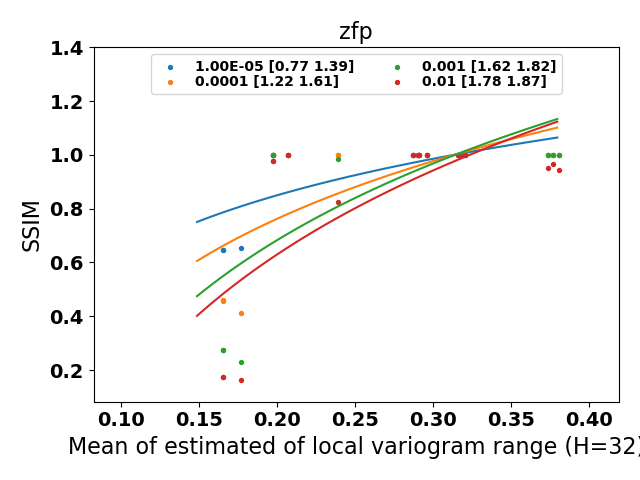 zfp
1.00E-05 [0.77 1.39]
0.0001 [1.22 1.61]
0.001 [1.62 1.82]
0.01 [1.78 1.87]
SSIM
1.4
1.2
1.0
0.8
0.6
0.4
0.2
0.10 0.15 0.20 0.25 0.30 0.35 0.40
Mean of estimated of local variogram range (H=32)